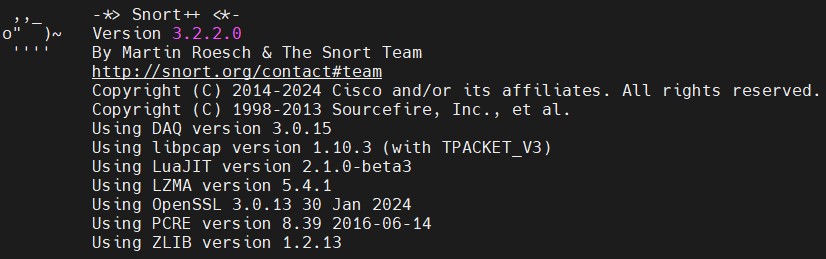 ,,_     -*> Snort++ <*-
o"  )~   Version 3.2.2.0
''''    By Martin Roesch & The Snort Team
http://snort.org/contact#team
Copyright (C) 2014-2024 Cisco and/or its affiliates. All rights reserved.
Copyright (C) 1998-2013 Sourcefire, Inc., et al.
Using DAQ version 3.0.15
Using libpcap version 1.10.3 (with TPACKET_V3)
Using LuaJIT version 2.1.0-beta3
Using LZMA version 5.4.1
Using OpenSSL 3.0.13 30 Jan 2024
Using PCRE version 8.39 2016-06-14
Using ZLIB version 1.2.13